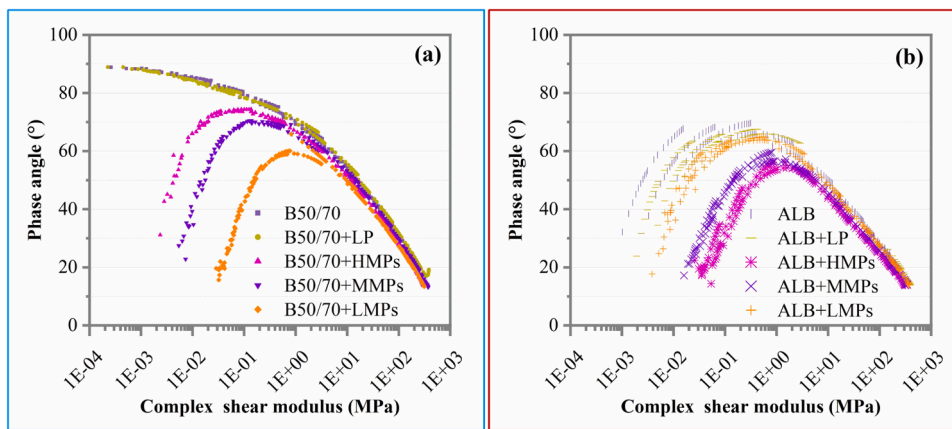 100
(a)
80
60
40
20
0
Phase angle (°)
B50/70
B50/70+LP
B50/70+HMPs
B50/70+MMPs
B50/70+LMPs
1E-04
1E-03
1E-02
1E-01
1E+00
1E+01
1E+02
1E+03
Complex shear modulus (MPa)
100
(b)
80
60
40
20
0
Phase angle (°)
ALB
ALB+LP
ALB+HMPs
ALB+MMPs
ALB+LMPs
1E-04
1E-03
1E-02
1E-01
1E+00
1E+01
1E+02
1E+03
Complex shear modulus (MPa)